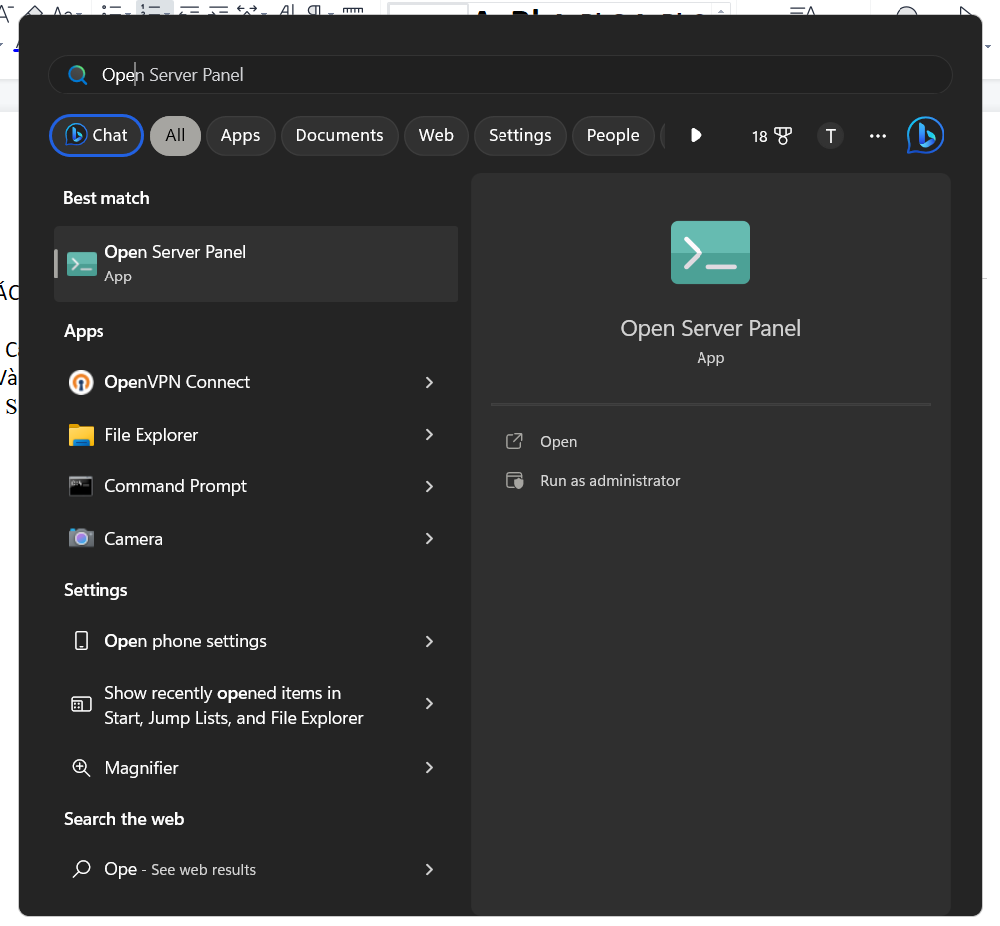 Open Server Panel
Chat
All
Apps
Documents
Web
Settings
People
18
T
Best match
Open Server Panel
App
Apps
OpenVPN Connect
File Explorer
Command Prompt
Camera
Settings
Open phone settings
Show recently opened items in
Start, Jump Lists, and File Explorer
Magnifier
Search the web
Ope - See web results
Open Server Panel
App
Open
Run as administrator